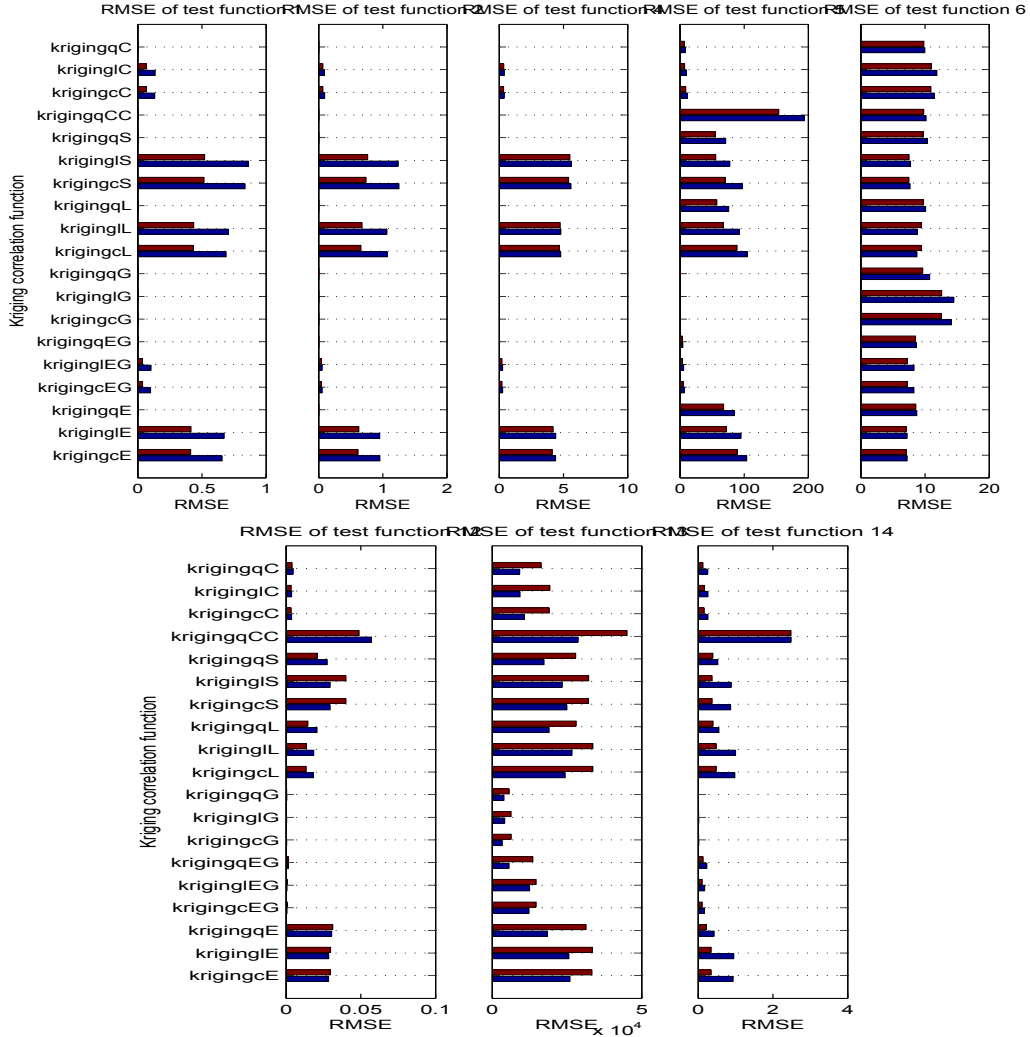 RMSE of test function 1
RMSE of test function 2
RMSE of test function 4
RMSE of test function 5
RMSE of test function 6
Kriging correlation function
krigingqC
kriginglC
krigingcC
krigingqCC
krigingqS
kriginglS
krigingcS
krigingqL
kriginglL
krigingcL
krigingqG
kriginglG
krigingcG
krigingqEG
kriginglEG
krigingcEG
krigingqE
kriginglE
krigingcE
0 0.5 1
0 1 2
0 5 10
0 100 200
0 10 20
RMSE
RMSE
RMSE
RMSE
RMSE
RMSE of test function 12
RMSE of test function 13
RMSE of test function 14
Kriging correlation function
krigingqC
kriginglC
krigingcC
krigingqCC
krigingqS
kriginglS
krigingcS
krigingqL
kriginglL
krigingcL
krigingqG
kriginglG
krigingcG
krigingqEG
kriginglEG
krigingcEG
krigingqE
kriginglE
krigingcE
0 0.05 0.1
0 5
0 2 4
RMSE
RMSE
x 10⁴
RMSE